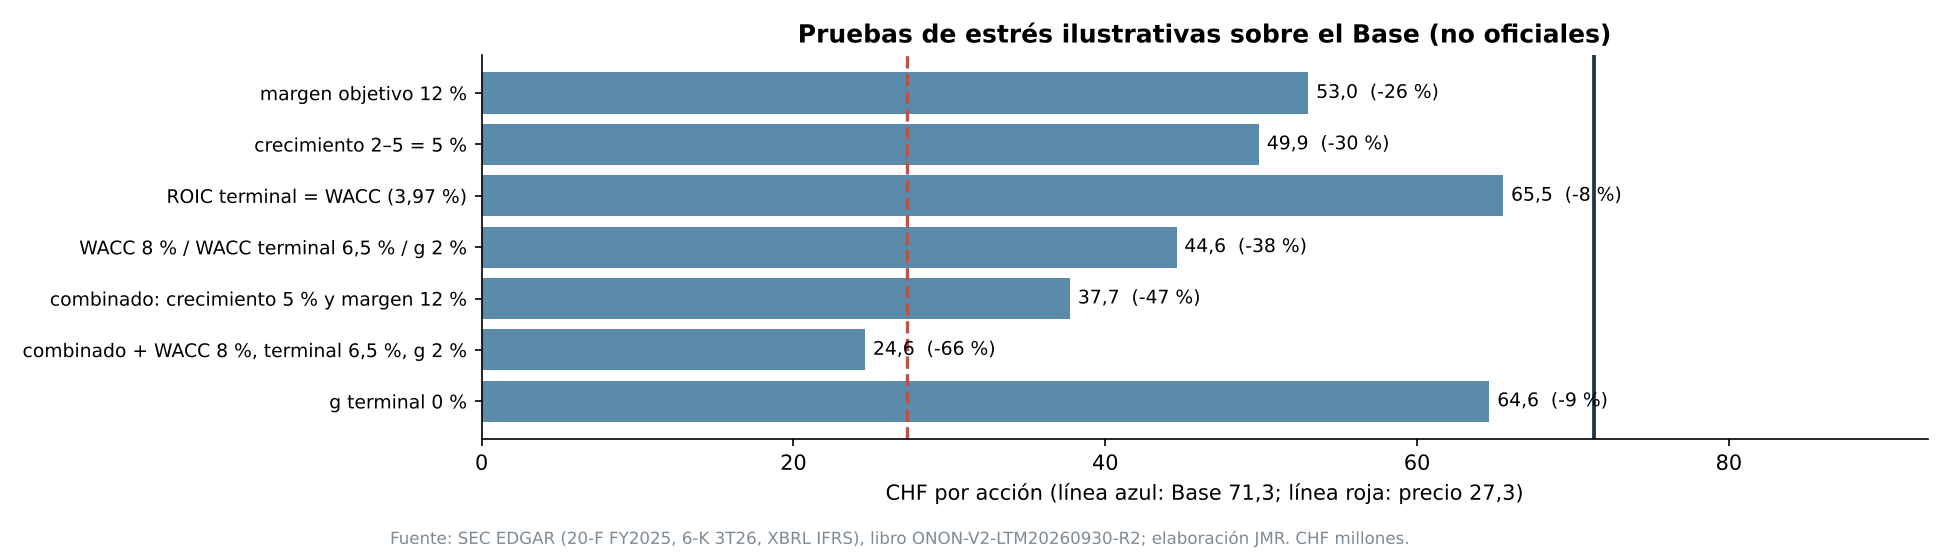 Pruebas de estrés ilustrativas sobre el Base (no oficiales)
margen objetivo 12 % 53,0 (-26 %)
crecimiento 2–5 = 5 % 49,9 (-30 %)
ROIC terminal = WACC (3,97 %) 65,5 (-8 %)
WACC 8 % / WACC terminal 6,5 % / g 2 % 44,6 (-38 %)
combinado: crecimiento 5 % y margen 12 % 37,7 (-47 %)
combinado + WACC 8 %, terminal 6,5 %, g 2 % 24,6 (-66 %)
g terminal 0 % 64,6 (-9 %)
0 20 40 60 80
CHF por acción (línea azul: Base 71,3; línea roja: precio 27,3)
Fuente: SEC EDGAR (20-F FY2025, 6-K 3T26, XBRL IFRS), libro ONON-V2-LTM20260930-R2; elaboración JMR. CHF millones.